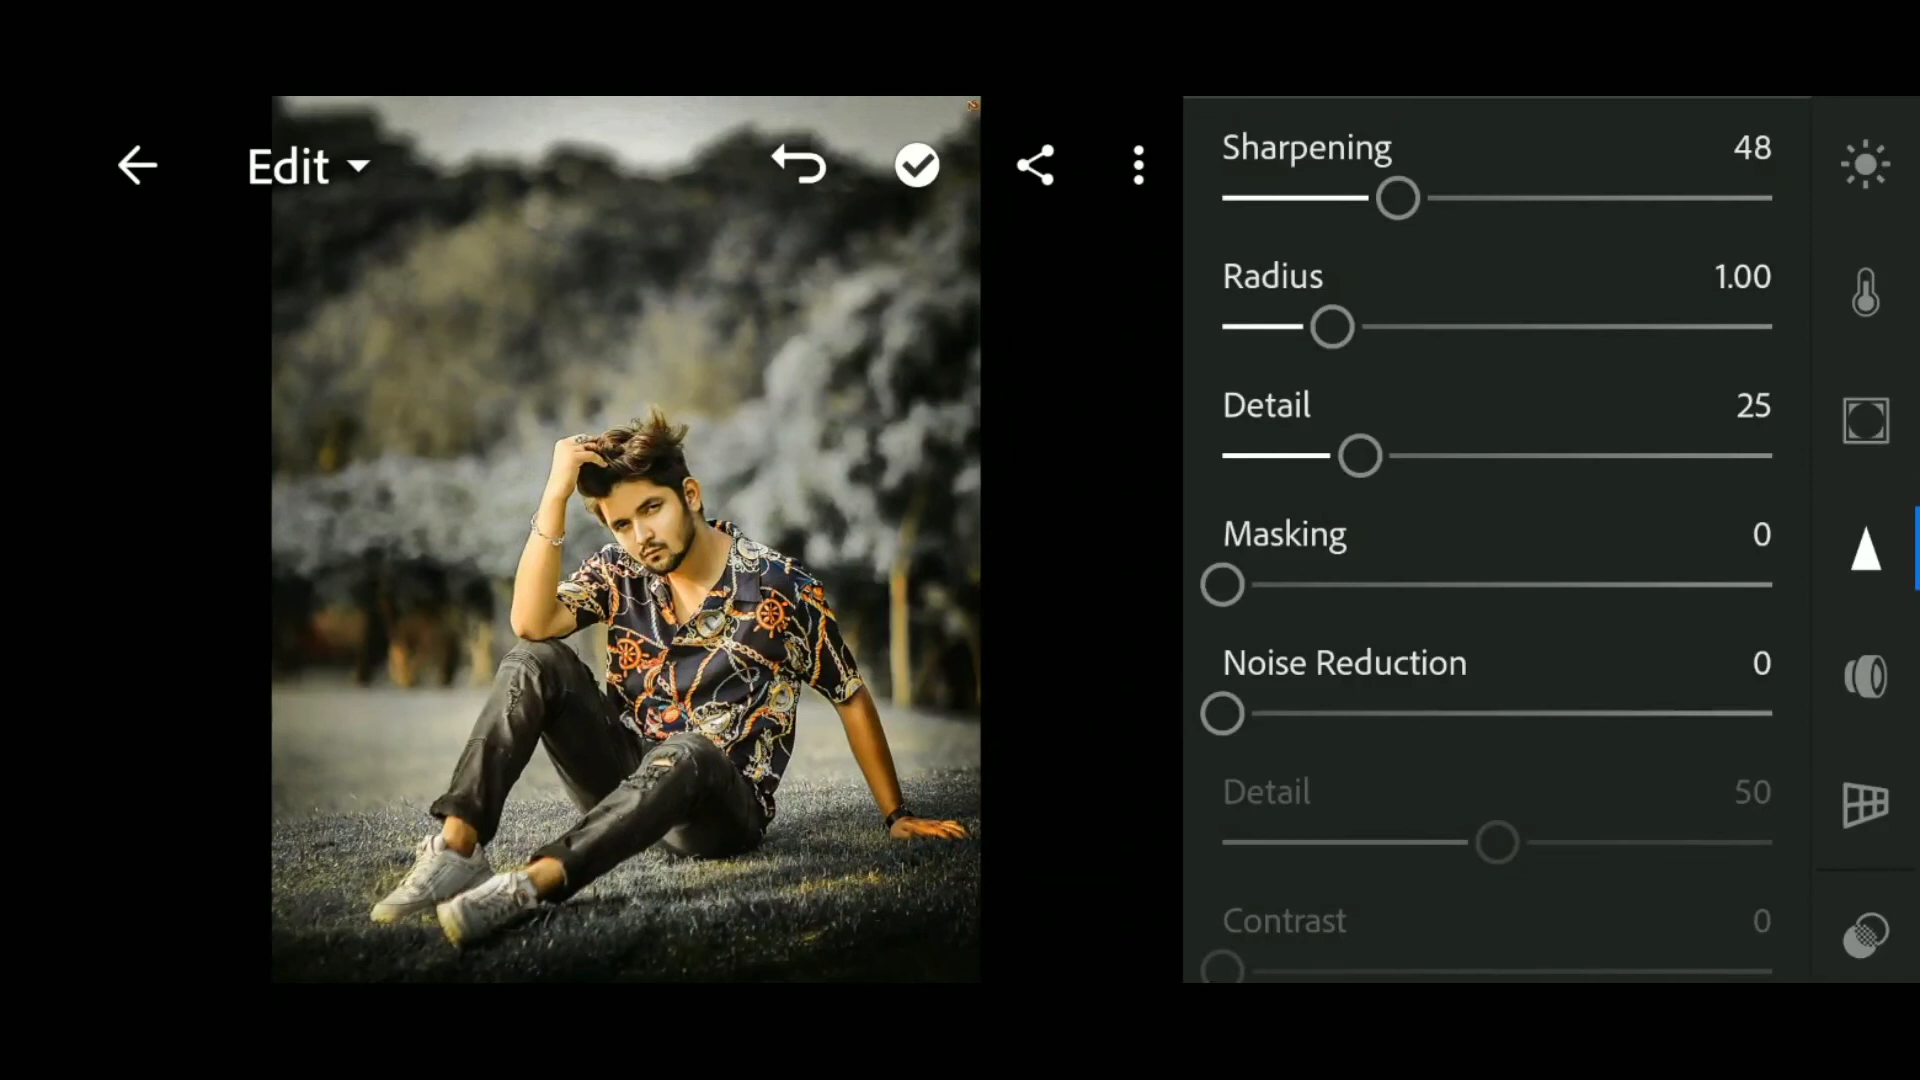 Edit
Sharpening 48
Radius 1.00
Detail 25
Masking 0
Noise Reduction 0
Detail 50
Contrast 0